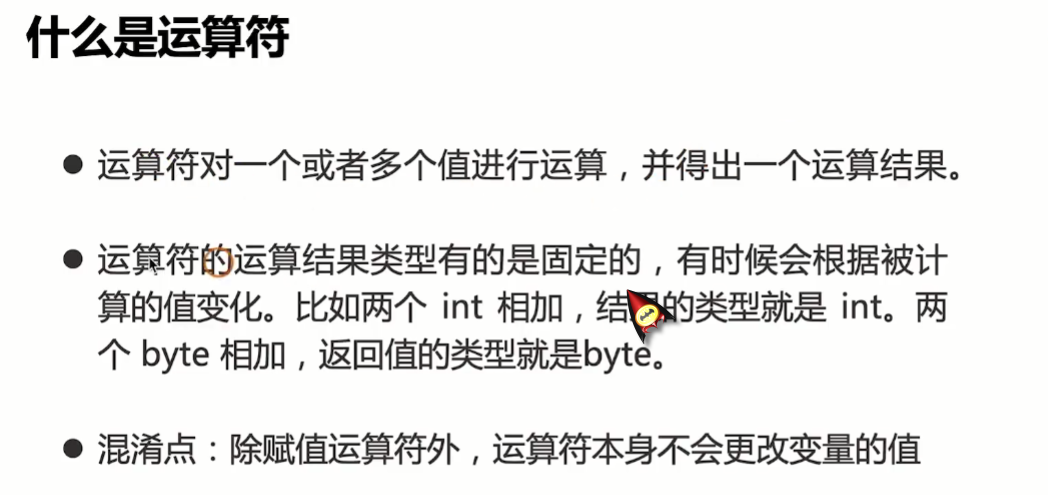 什么是运算符
● 运算符对一个或者多个值进行运算，并得出一个运算结果。
● 运算符的运算结果类型有的是固定的，有时候会根据被计
算的值变化。比如两个 int 相加，结果的类型就是 int。两
个 byte 相加，返回值的类型就是byte。
● 混淆点：除赋值运算符外，运算符本身不会更改变量的值